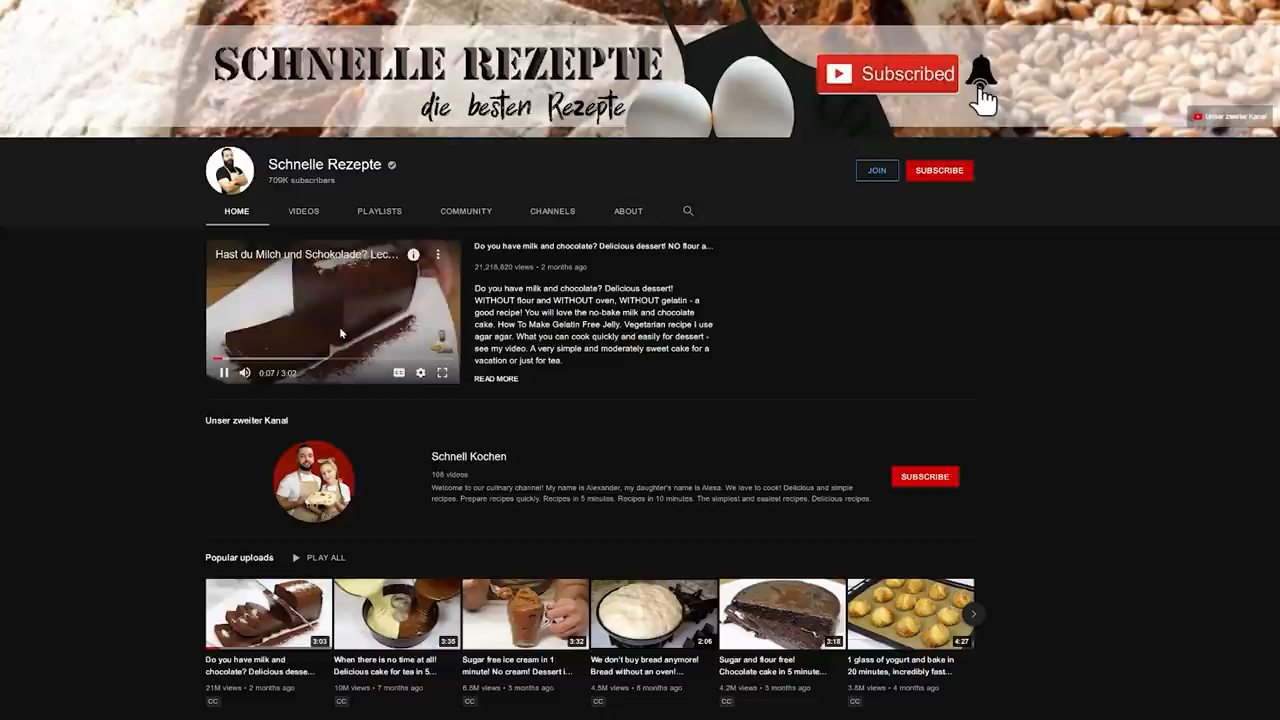 SCHNELLE REZEPTE
die besten Rezepte
Subscribed
Unser zweiter Kanal
Schnelle Rezepte
709K subscribers
JOIN
SUBSCRIBE
HOME
VIDEOS
PLAYLISTS
COMMUNITY
CHANNELS
ABOUT
Hast du Milch und Schokolade? Lec...
0:07 / 3:02
Do you have milk and chocolate? Delicious dessert! NO flour a...
21,218,820 views • 2 months ago
Do you have milk and chocolate? Delicious dessert!
WITHOUT flour and WITHOUT oven, WITHOUT gelatin - a
good recipe! You will love the no-bake milk and chocolate
cake. How To Make Gelatin Free Jelly. Vegetarian recipe I use
agar agar. What you can cook quickly and easily for dessert -
see my video. A very simple and moderately sweet cake for a
vacation or just for tea.
READ MORE
Unser zweiter Kanal
Schnell Kochen
108 videos
Welcome to our culinary channel! My name is Alexander, my daughter's name is Alexa. We love to cook! Delicious and simple
recipes. Prepare recipes quickly. Recipes in 5 minutes. Recipes in 10 minutes. The simplest and easiest recipes. Delicious recipes.
SUBSCRIBE
Popular uploads
PLAY ALL
3:03
3:35
3:32
2:06
3:18
4:27
Do you have milk and
chocolate? Delicious desse...
21M views • 2 months ago
CC
When there is no time at all!
Delicious cake for tea in 5...
10M views • 7 months ago
CC
Sugar free ice cream in 1
minute! No cream! Dessert i...
6.5M views • 3 months ago
CC
We don't buy bread anymore!
Bread without an oven!...
4.5M views • 6 months ago
CC
Sugar and flour free!
Chocolate cake in 5 minute...
4.2M views • 3 months ago
CC
1 glass of yogurt and bake in
20 minutes, incredibly fast...
3.8M views • 4 months ago
CC